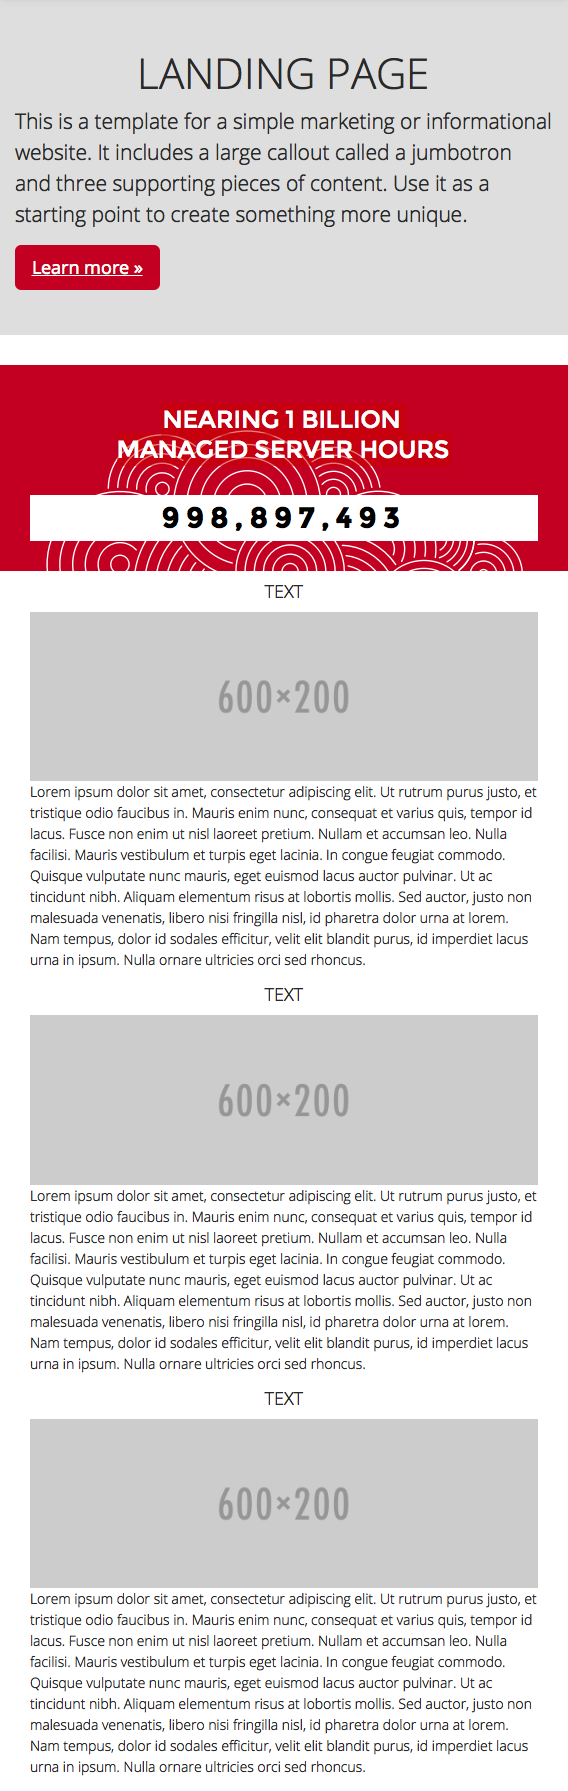 LANDING PAGE
This is a template for a simple marketing or informational
website. It includes a large callout called a jumbotron
and three supporting pieces of content. Use it as a
starting point to create something more unique.
Learn more »
NEARING 1 BILLION
MANAGED SERVER HOURS
998,897,493
TEXT
600×200
Lorem ipsum dolor sit amet, consectetur adipiscing elit. Ut rutrum purus justo, et
tristique odio faucibus in. Mauris enim nunc, consequat et varius quis, tempor id
lacus. Fusce non enim ut nisl laoreet pretium. Nullam et accumsan leo. Nulla
facilisi. Mauris vestibulum et turpis eget lacinia. In congue feugiat commodo.
Quisque vulputate nunc mauris, eget euismod lacus auctor pulvinar. Ut ac
tincidunt nibh. Aliquam elementum risus at lobortis mollis. Sed auctor, justo non
malesuada venenatis, libero nisi fringilla nisl, id pharetra dolor urna at lorem.
Nam tempus, dolor id sodales efficitur, velit elit blandit purus, id imperdiet lacus
urna in ipsum. Nulla ornare ultricies orci sed rhoncus.
TEXT
600×200
Lorem ipsum dolor sit amet, consectetur adipiscing elit. Ut rutrum purus justo, et
tristique odio faucibus in. Mauris enim nunc, consequat et varius quis, tempor id
lacus. Fusce non enim ut nisl laoreet pretium. Nullam et accumsan leo. Nulla
facilisi. Mauris vestibulum et turpis eget lacinia. In congue feugiat commodo.
Quisque vulputate nunc mauris, eget euismod lacus auctor pulvinar. Ut ac
tincidunt nibh. Aliquam elementum risus at lobortis mollis. Sed auctor, justo non
malesuada venenatis, libero nisi fringilla nisl, id pharetra dolor urna at lorem.
Nam tempus, dolor id sodales efficitur, velit elit blandit purus, id imperdiet lacus
urna in ipsum. Nulla ornare ultricies orci sed rhoncus.
TEXT
600×200
Lorem ipsum dolor sit amet, consectetur adipiscing elit. Ut rutrum purus justo, et
tristique odio faucibus in. Mauris enim nunc, consequat et varius quis, tempor id
lacus. Fusce non enim ut nisl laoreet pretium. Nullam et accumsan leo. Nulla
facilisi. Mauris vestibulum et turpis eget lacinia. In congue feugiat commodo.
Quisque vulputate nunc mauris, eget euismod lacus auctor pulvinar. Ut ac
tincidunt nibh. Aliquam elementum risus at lobortis mollis. Sed auctor, justo non
malesuada venenatis, libero nisi fringilla nisl, id pharetra dolor urna at lorem.
Nam tempus, dolor id sodales efficitur, velit elit blandit purus, id imperdiet lacus
urna in ipsum. Nulla ornare ultricies orci sed rhoncus.